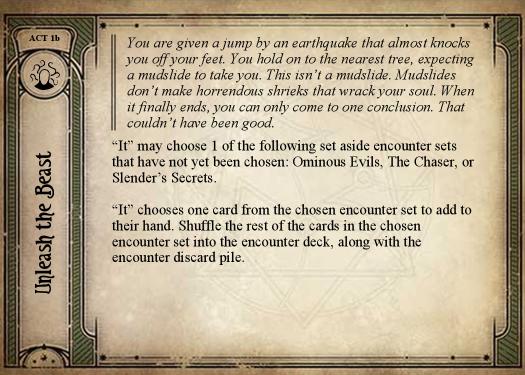 ACT 1b
Unleash the Beast
You are given a jump by an earthquake that almost knocks
you off your feet. You hold on to the nearest tree, expecting
a mudslide to take you. This isn't a mudslide. Mudslides
don't make horrendous shrieks that wrack your soul. When
it finally ends, you can only come to one conclusion. That
couldn't have been good.
“It” may choose 1 of the following set aside encounter sets
that have not yet been chosen: Ominous Evils, The Chaser, or
Slender's Secrets.
“It” chooses one card from the chosen encounter set to add to
their hand. Shuffle the rest of the cards in the chosen
encounter set into the encounter deck, along with the
encounter discard pile.